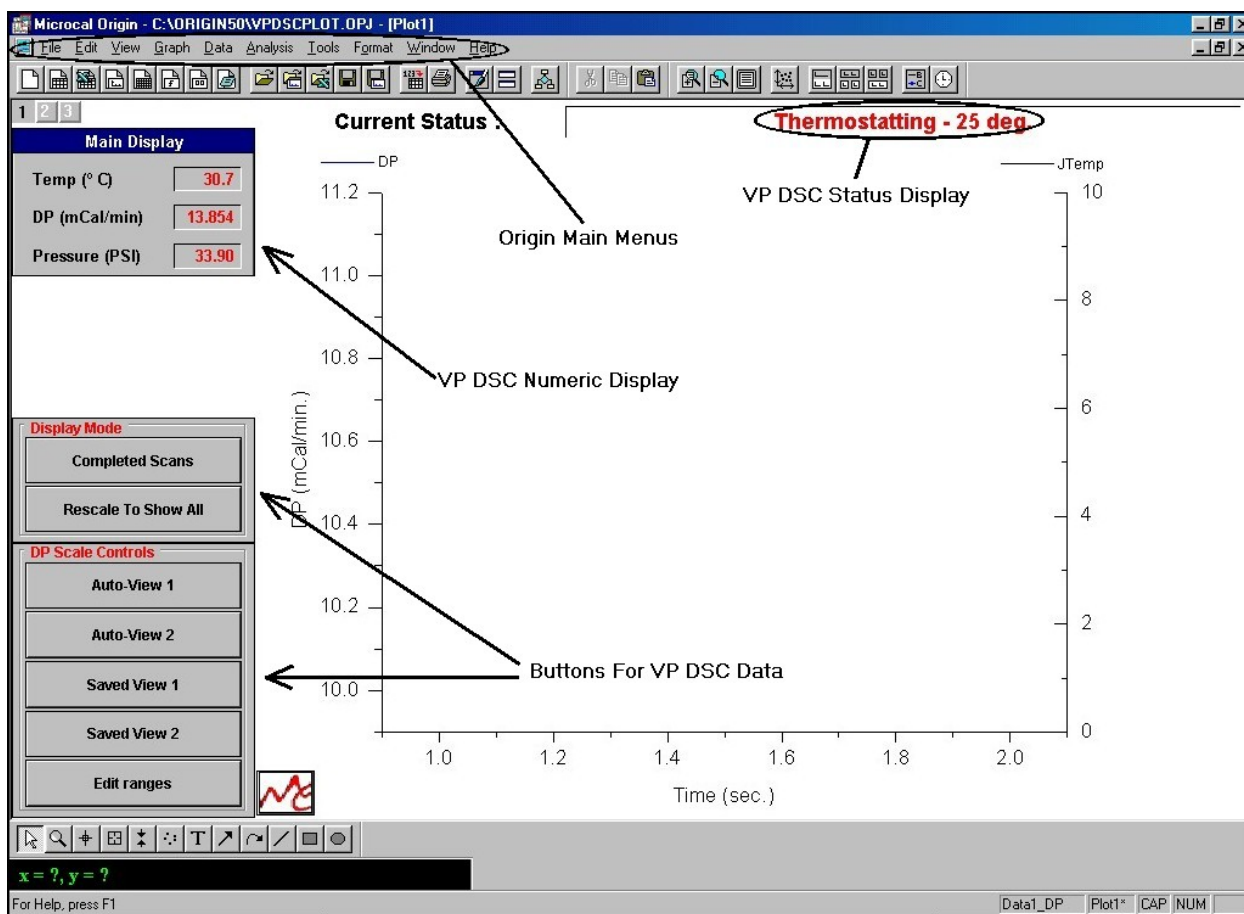 Microcal Origin - C:\ORIGIN50\VPDSCPLOT.OPJ - [Plot1]
File Edit View Graph Data Analysis Tools Format Window Help
1 2 3
Current Status :
Thermostatting - 25 deg
Main Display
Temp (º C) 30.7
DP (mCal/min) 13.854
Pressure (PSI) 33.90
DP
JTemp
VP DSC Status Display
Origin Main Menus
VP DSC Numeric Display
11.2
11.0
10.8
10.6
10.4
10.2
10.0
DP (mCal/min.)
10
8
6
4
2
0
Display Mode
Completed Scans
Rescale To Show All
DP Scale Controls
Auto-View 1
Auto-View 2
Saved View 1
Saved View 2
Edit ranges
Buttons For VP DSC Data
1.0 1.2 1.4 1.6 1.8 2.0
Time (sec.)
T
x = ?, y = ?
For Help, press F1
Data1_DP Plot1* CAP NUM